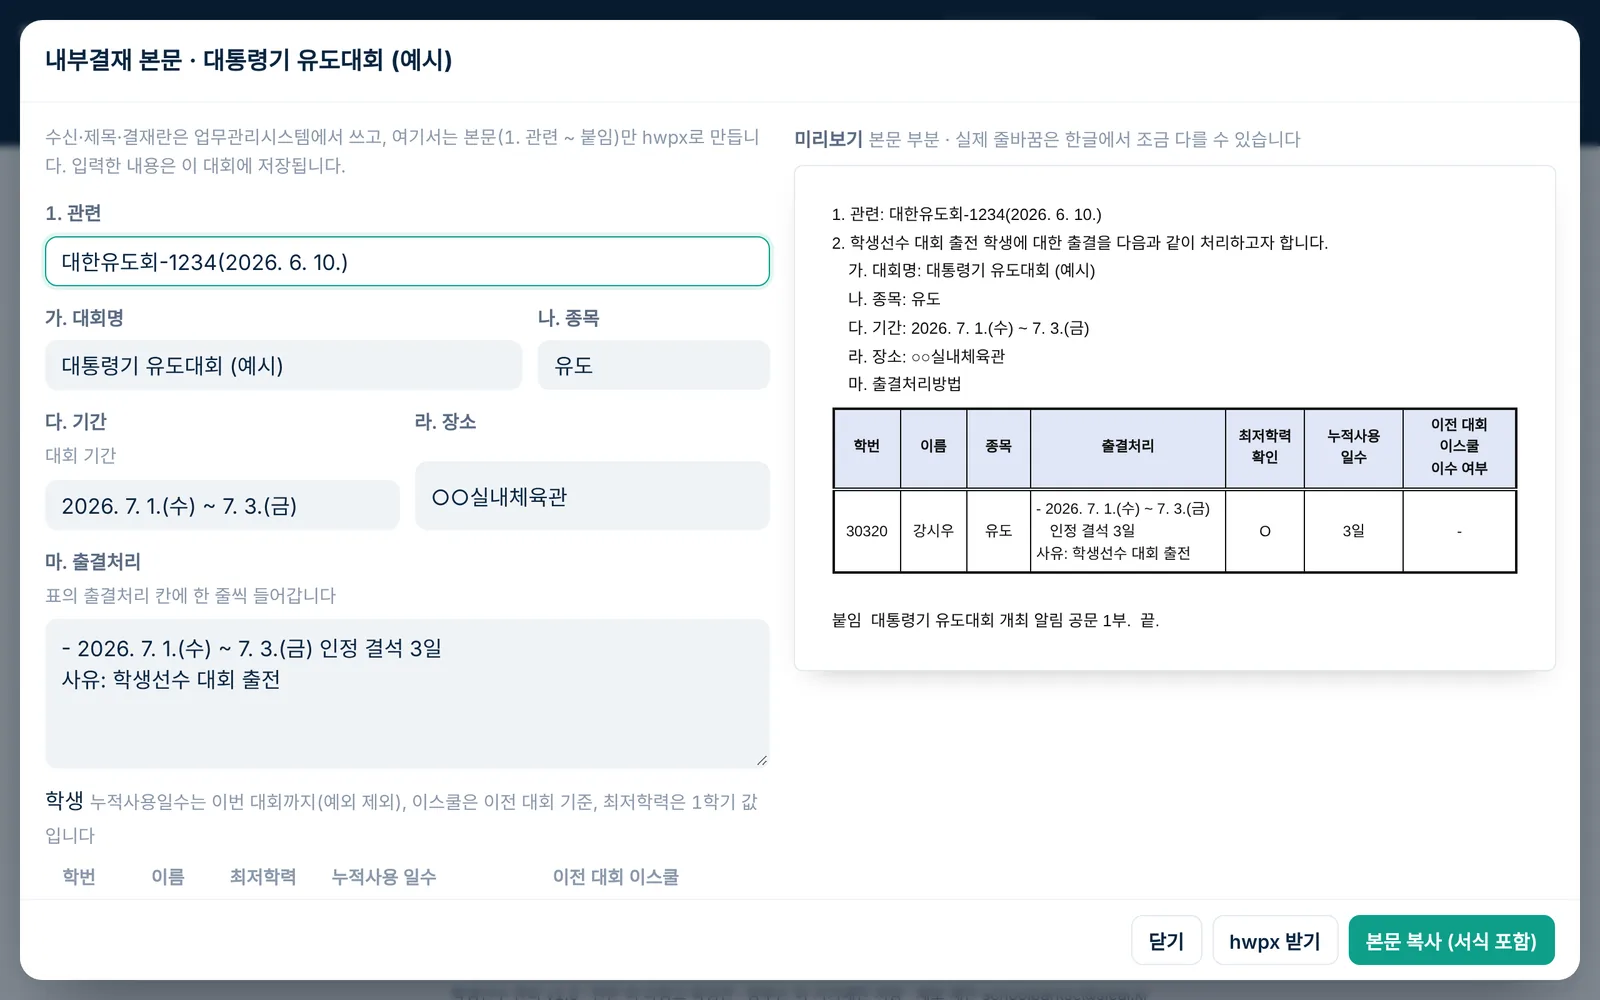 내부결재 본문 · 대통령기 유도대회 (예시)
수신·제목·결재란은 업무관리시스템에서 쓰고, 여기서는 본문(1. 관련 ~ 붙임)만 hwpx로 만듭니
다. 입력한 내용은 이 대회에 저장됩니다.
1. 관련
대한유도회-1234(2026. 6. 10.)
가. 대회명
나. 종목
대통령기 유도대회 (예시)
유도
다. 기간
라. 장소
대회 기간
2026. 7. 1.(수) ~ 7. 3.(금)
○○실내체육관
마. 출결처리
표의 출결처리 칸에 한 줄씩 들어갑니다
- 2026. 7. 1.(수) ~ 7. 3.(금) 인정 결석 3일
사유: 학생선수 대회 출전
학생 누적사용일수는 이번 대회까지(예외 제외), 이스쿨은 이전 대회 기준, 최저학력은 1학기 값
입니다
학번 이름 최저학력 누적사용 일수 이전 대회 이스쿨
미리보기 본문 부분 · 실제 줄바꿈은 한글에서 조금 다를 수 있습니다
1. 관련: 대한유도회-1234(2026. 6. 10.)
2. 학생선수 대회 출전 학생에 대한 출결을 다음과 같이 처리하고자 합니다.
가. 대회명: 대통령기 유도대회 (예시)
나. 종목: 유도
다. 기간: 2026. 7. 1.(수) ~ 7. 3.(금)
라. 장소: ○○실내체육관
마. 출결처리방법
학번
이름
종목
출결처리
최저학력
확인
누적사용
일수
이전 대회
이스쿨
이수 여부
30320
강시우
유도
- 2026. 7. 1.(수) ~ 7. 3.(금)
인정 결석 3일
사유: 학생선수 대회 출전
O
3일
-
붙임 대통령기 유도대회 개최 알림 공문 1부. 끝.
닫기
hwpx 받기
본문 복사 (서식 포함)